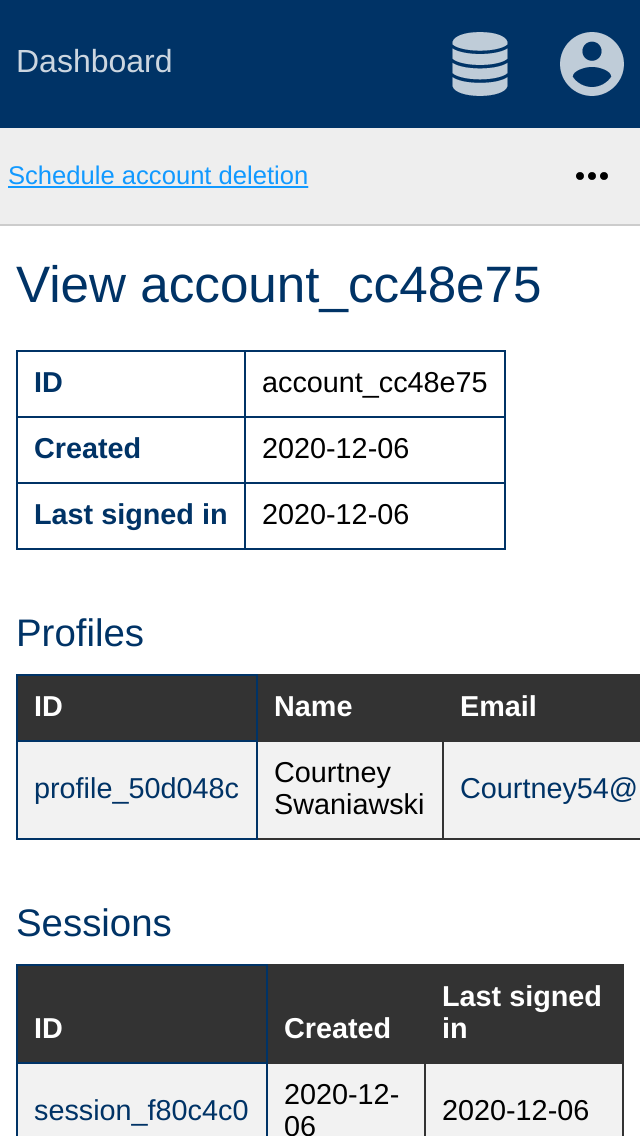 Dashboard
Schedule account deletion
View account_cc48e75
ID account_cc48e75
Created 2020-12-06
Last signed in 2020-12-06
Profiles
ID Name Email
profile_50d048c Courtney Swaniawski Courtney54@
Sessions
ID Created Last signed in
session_f80c4c0 2020-12-06 2020-12-06